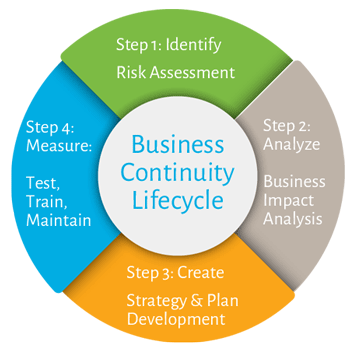 Step 1: Identify
Risk Assessment
Step 2:
Analyze
Business
Impact
Analysis
Step 3: Create
Strategy & Plan
Development
Step 4:
Measure:
Test,
Train,
Maintain
Business
Continuity
Lifecycle